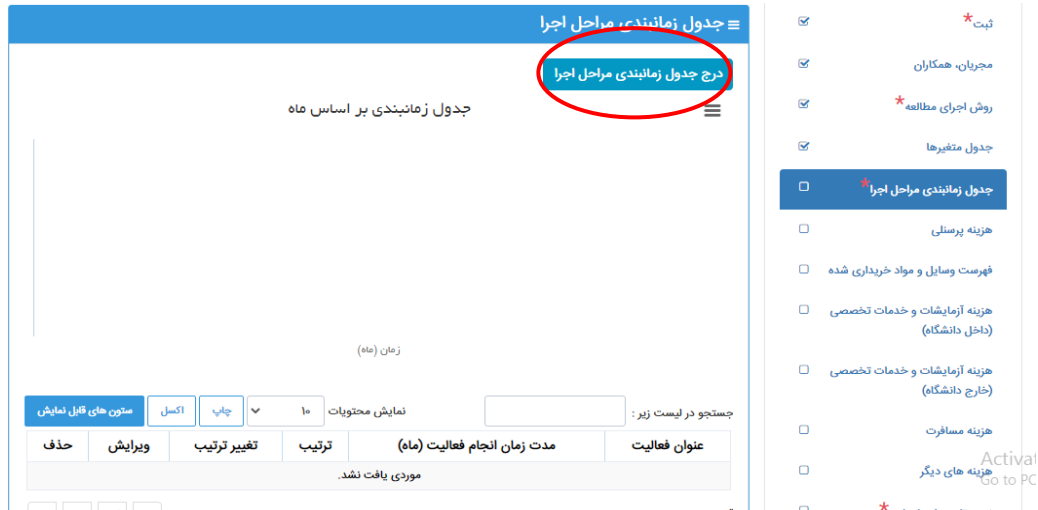 ثبت*
مجریان، همکاران
روش اجرای مطالعه*
جدول متغیرها
جدول زمانبندی مراحل اجرا*
هزینه پرسنلی
فهرست وسایل و مواد خریداری شده
هزینه آزمایشات و خدمات تخصصی
(داخل دانشگاه)
هزینه آزمایشات و خدمات تخصصی
(خارج دانشگاه)
هزینه مسافرت
هزینه های دیگر
Activat
Go to PC
جدول زمانبندی مراحل اجرا
درج جدول زمانبندی مراحل اجرا
جدول زمانبندی بر اساس ماه
زمان (ماه)
جستجو در لیست زیر : نمایش محتویات ۱۰ چاپ اکسل ستون های قابل نمایش
عنوان فعالیت مدت زمان انجام فعالیت (ماه) ترتیب تغییر ترتیب ویرایش حذف
موردی یافت نشد.